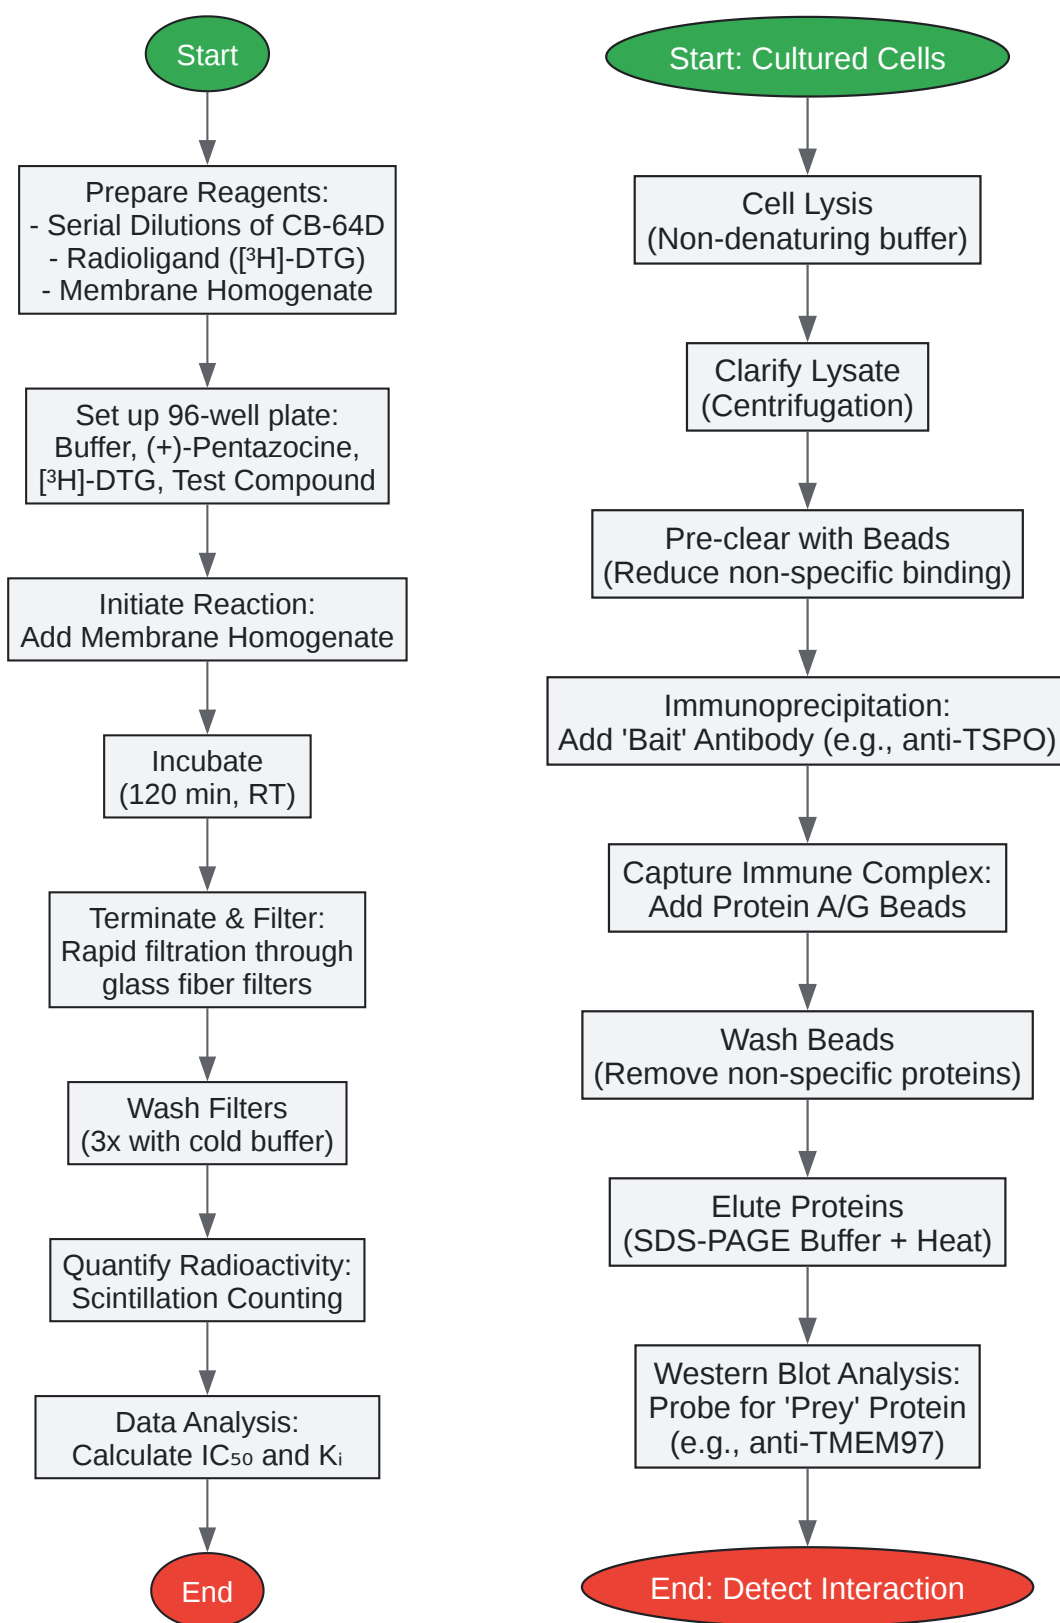 Start
Prepare Reagents:
- Serial Dilutions of CB-64D
- Radioligand ([³H]-DTG)
- Membrane Homogenate
Set up 96-well plate:
Buffer, (+)-Pentazocine,
[³H]-DTG, Test Compound
Initiate Reaction:
Add Membrane Homogenate
Incubate
(120 min, RT)
Terminate & Filter:
Rapid filtration through
glass fiber filters
Wash Filters
(3x with cold buffer)
Quantify Radioactivity:
Scintillation Counting
Data Analysis:
Calculate IC₅₀ and Kᵢ
End
Start: Cultured Cells
Cell Lysis
(Non-denaturing buffer)
Clarify Lysate
(Centrifugation)
Pre-clear with Beads
(Reduce non-specific binding)
Immunoprecipitation:
Add 'Bait' Antibody (e.g., anti-TSPO)
Capture Immune Complex:
Add Protein A/G Beads
Wash Beads
(Remove non-specific proteins)
Elute Proteins
(SDS-PAGE Buffer + Heat)
Western Blot Analysis:
Probe for 'Prey' Protein
(e.g., anti-TMEM97)
End: Detect Interaction